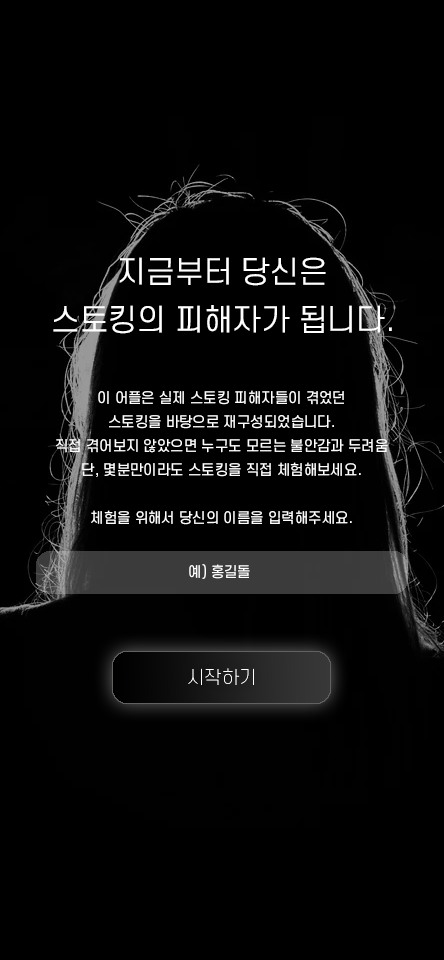 지금부터 당신은
스토킹의 피해자가 됩니다.
이 어플은 실제 스토킹 피해자들이 겪었던
스토킹을 바탕으로 재구성되었습니다.
직접 겪어보지 않았으면 누구도 모르는 불안감과 두려움
단, 몇분만이라도 스토킹을 직접 체험해보세요.
체험을 위해서 당신의 이름을 입력해주세요.
예) 홍길돌
시작하기